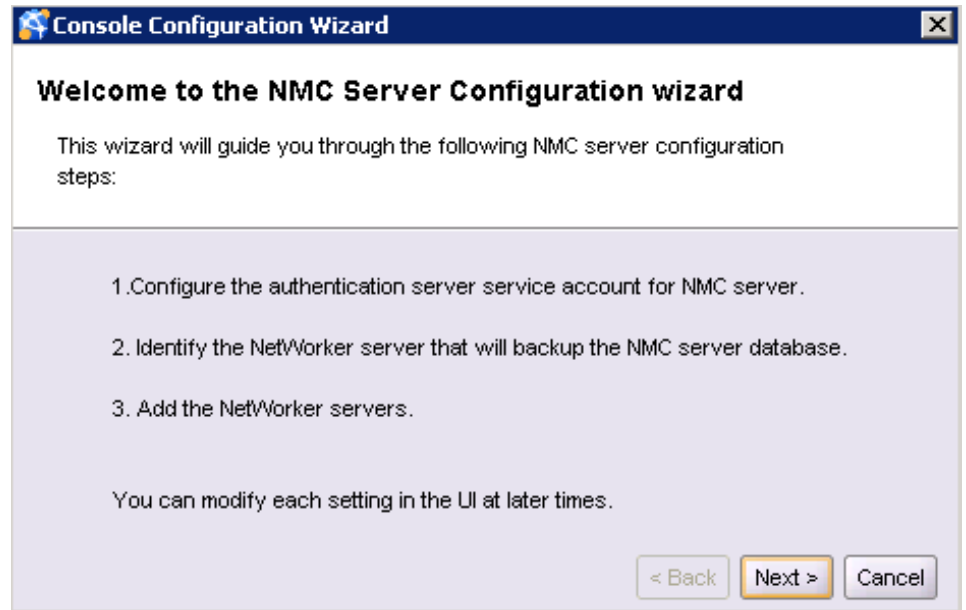 Console Configuration Wizard
Welcome to the NMC Server Configuration wizard
This wizard will guide you through the following NMC server configuration
steps:
1.Configure the authentication server service account for NMC server.
2. Identify the NetWorker server that will backup the NMC server database.
3. Add the NetWorker servers.
You can modify each setting in the UI at later times.
< Back Next > Cancel